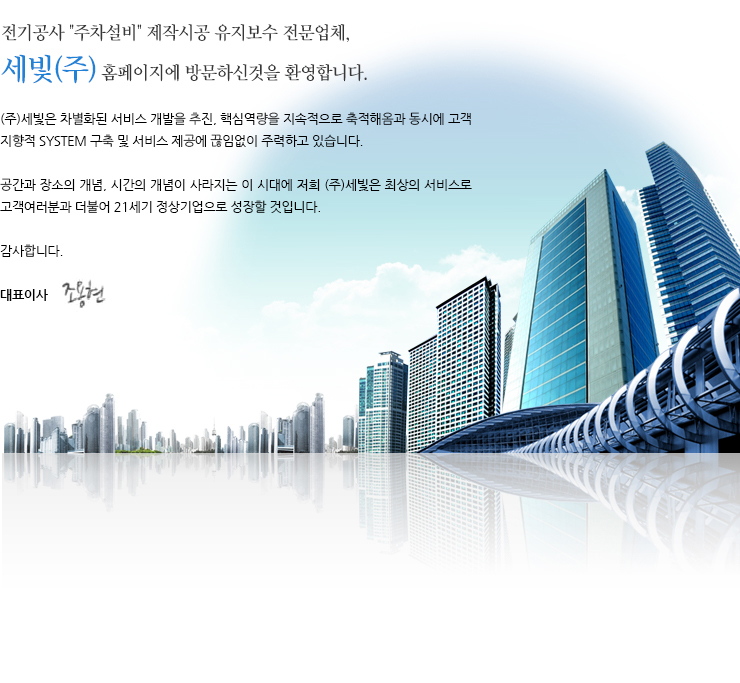 전기공사 "주차설비" 제작시공 유지보수 전문업체,
세빛(주) 홈페이지에 방문하신것을 환영합니다.
(주)세빛은 차별화된 서비스 개발을 추진, 핵심역량을 지속적으로 축적해옴과 동시에 고객
지향적 SYSTEM 구축 및 서비스 제공에 끊임없이 주력하고 있습니다.
공간과 장소의 개념, 시간의 개념이 사라지는 이 시대에 저희 (주)세빛은 최상의 서비스로
고객여러분과 더불어 21세기 정상기업으로 성장할 것입니다.
감사합니다.
대표이사 조용현